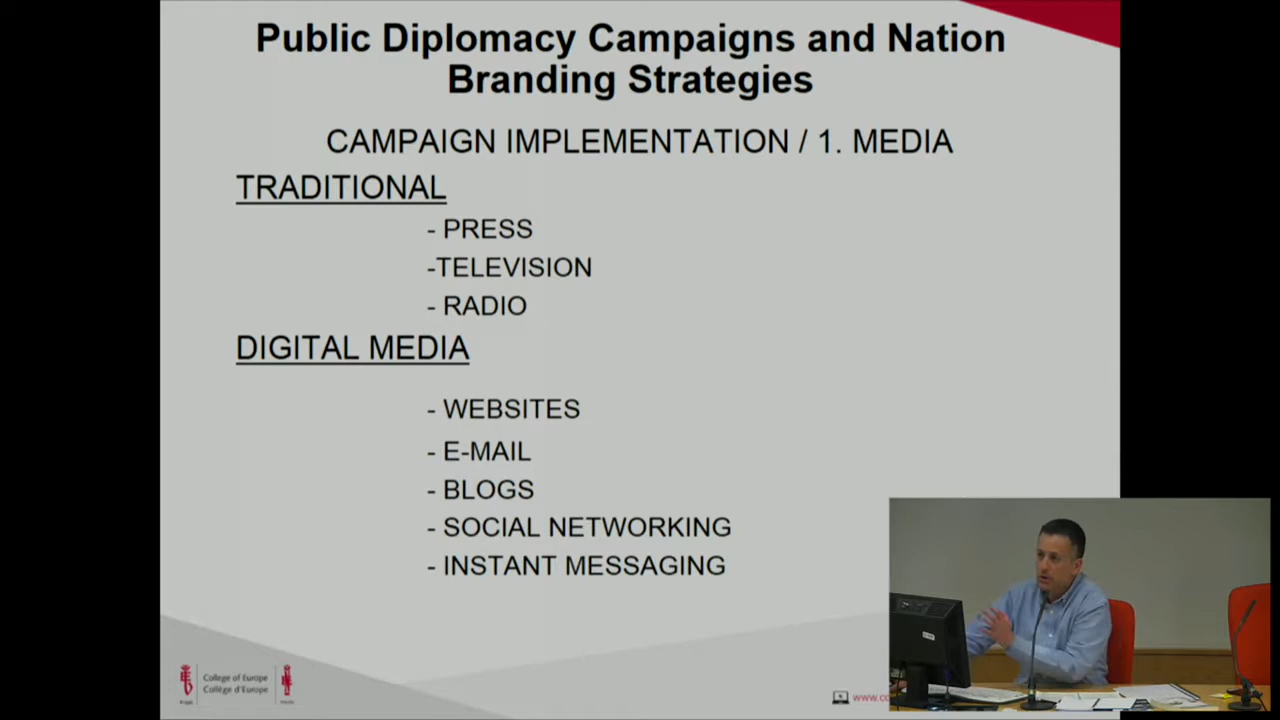 Public Diplomacy Campaigns and Nation
Branding Strategies
CAMPAIGN IMPLEMENTATION / 1. MEDIA
TRADITIONAL
- PRESS
-TELEVISION
- RADIO
DIGITAL MEDIA
- WEBSITES
- E-MAIL
- BLOGS
- SOCIAL NETWORKING
- INSTANT MESSAGING
College of Europe
Collège d'Europe